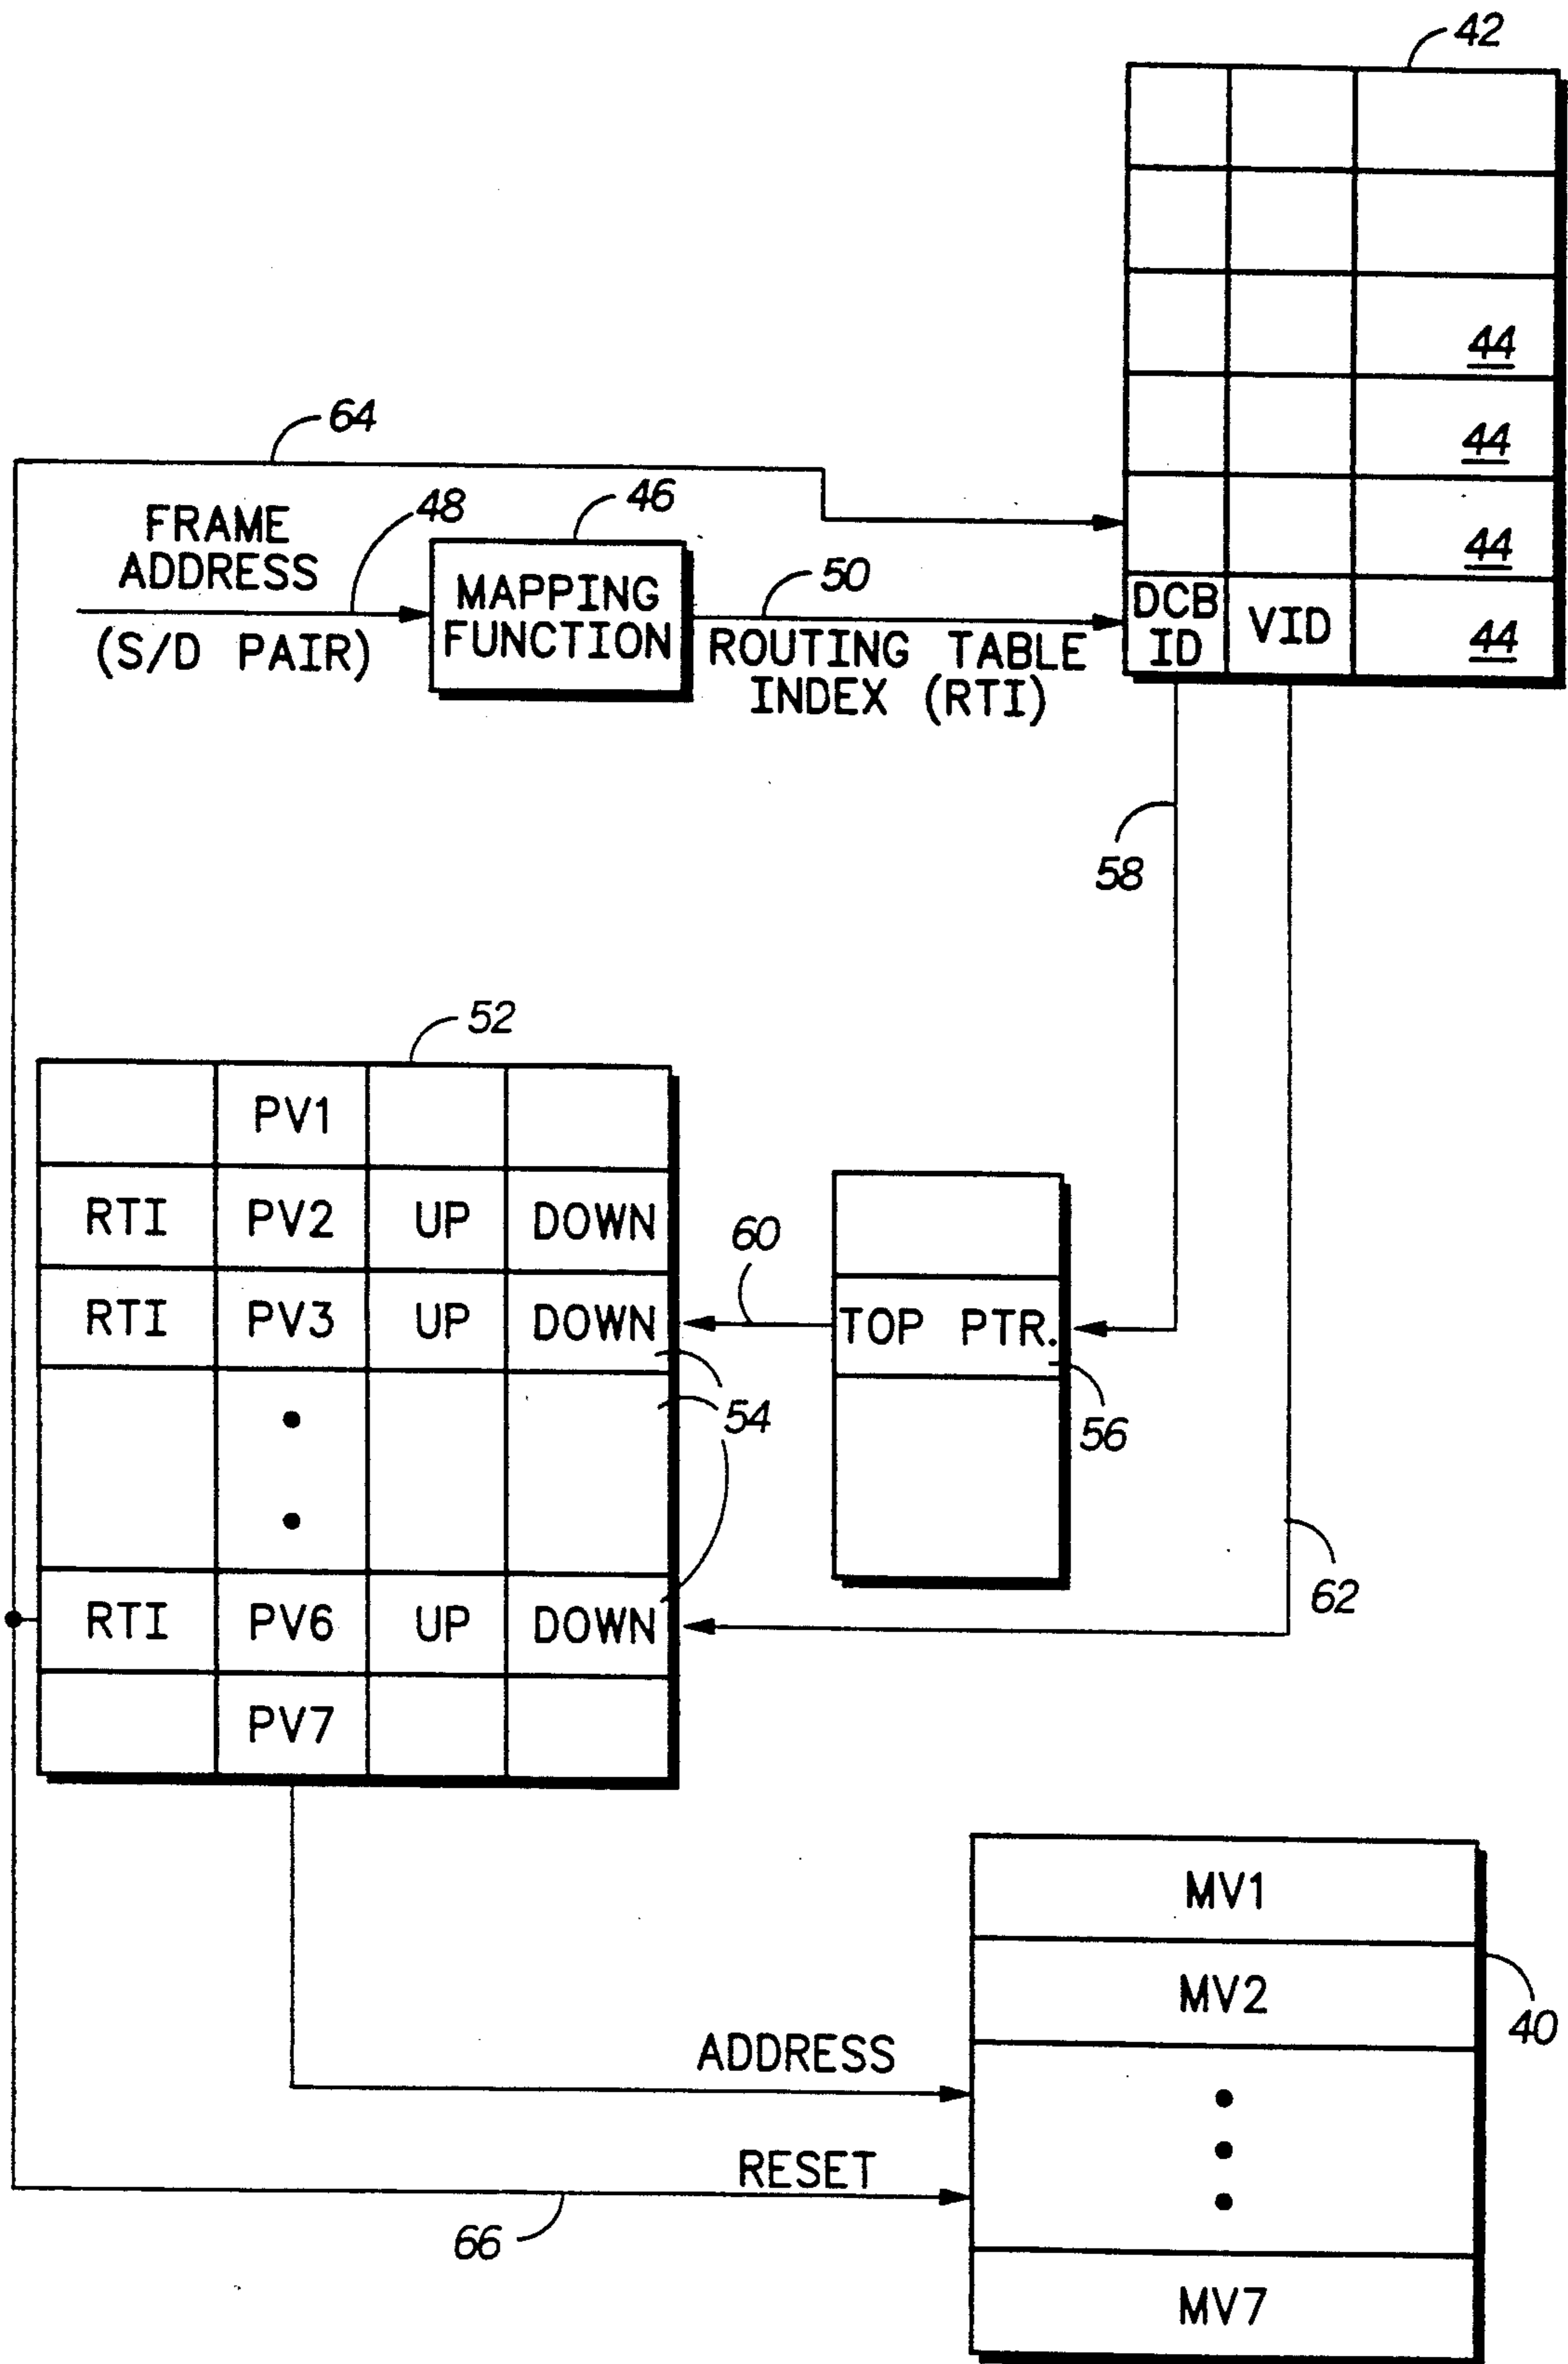 42
44
44
44
DCB
ID
VID
44
64
FRAME
ADDRESS
48
(S/D PAIR)
46
MAPPING
FUNCTION
50
ROUTING TABLE
INDEX (RTI)
58
52
PV1
RTI PV2 UP DOWN
RTI PV3 UP DOWN
54
RTI PV6 UP DOWN
PV7
60
TOP PTR.
56
62
MV1
MV2
MV7
40
ADDRESS
RESET
66